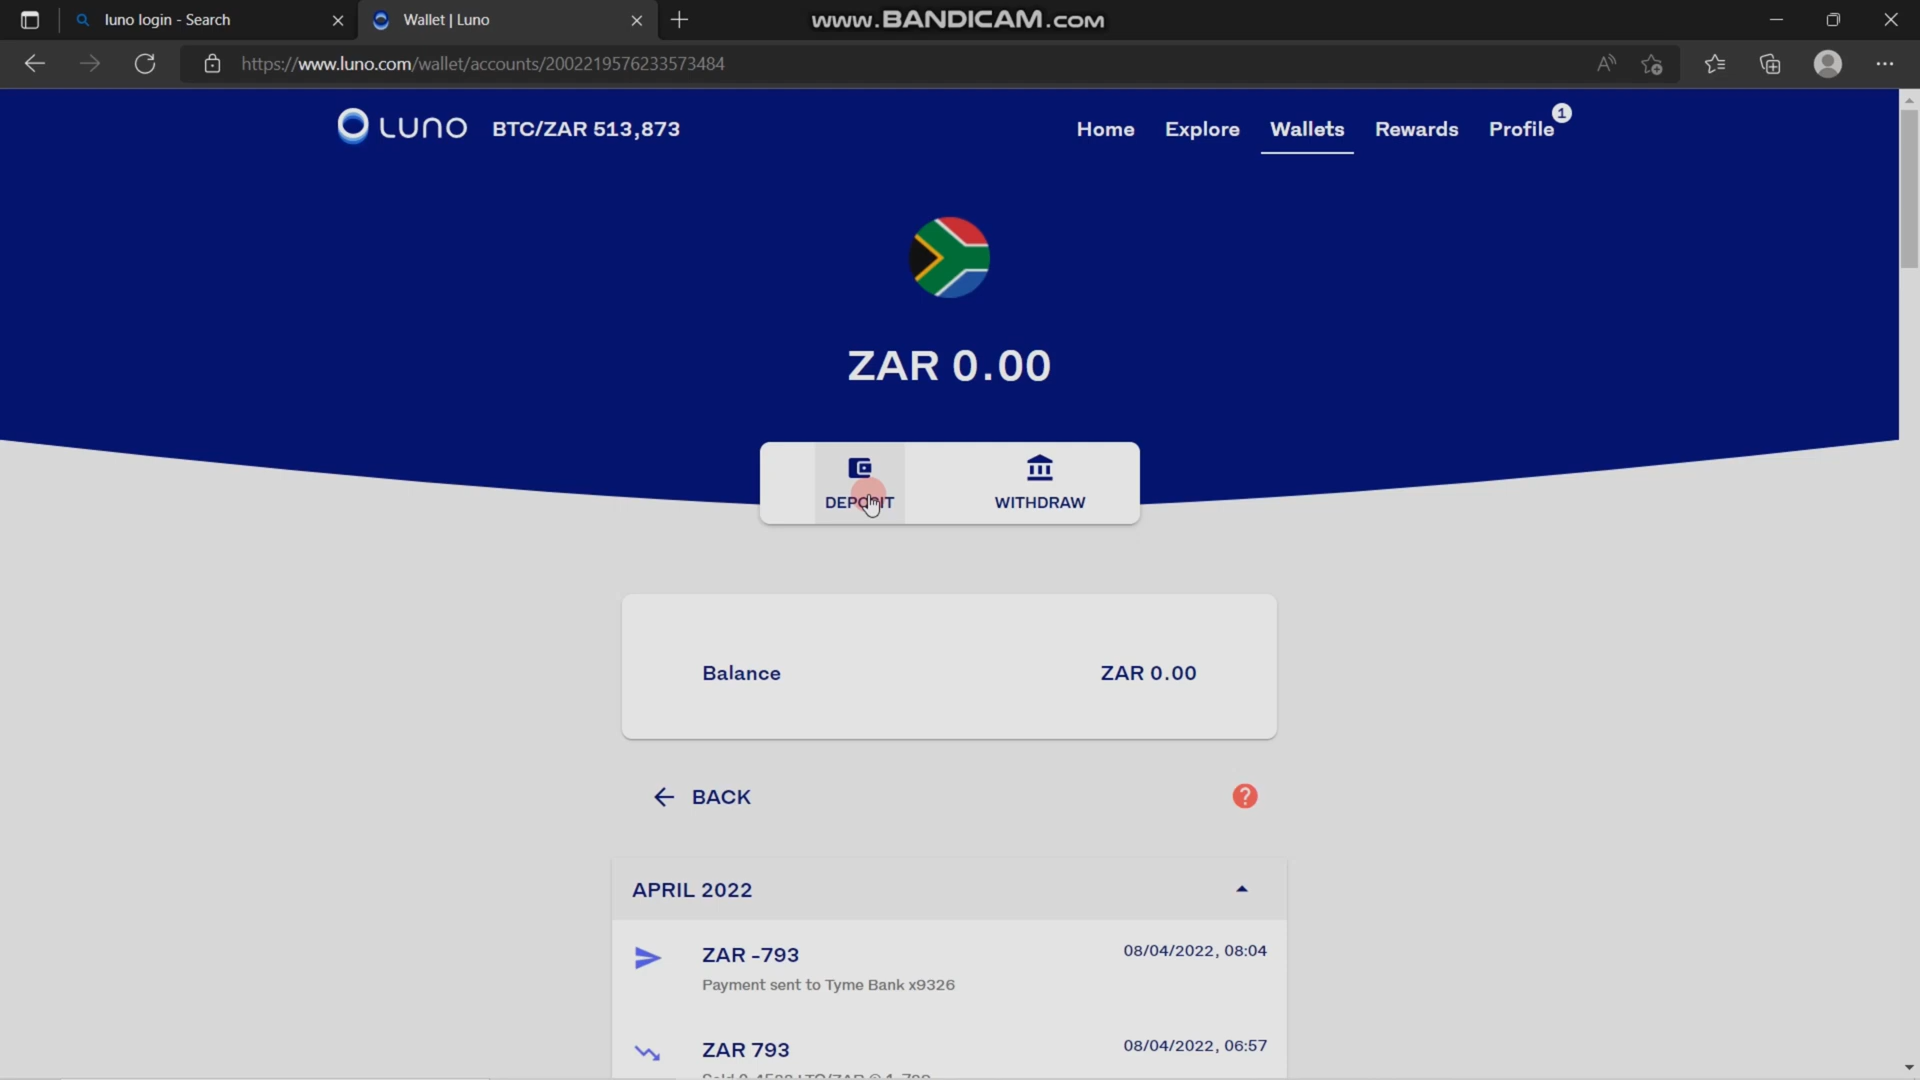 luno login - Search
Wallet | Luno
www.BANDICAM.com
https://www.luno.com/wallet/accounts/2002219576233573484
LUNO BTC/ZAR 513,873
Home Explore Wallets Rewards Profile 1
ZAR 0.00
DEPOSIT WITHDRAW
Balance ZAR 0.00
BACK
?
APRIL 2022
ZAR -793 08/04/2022, 08:04
Payment sent to Tyme Bank x9326
ZAR 793 08/04/2022, 06:57